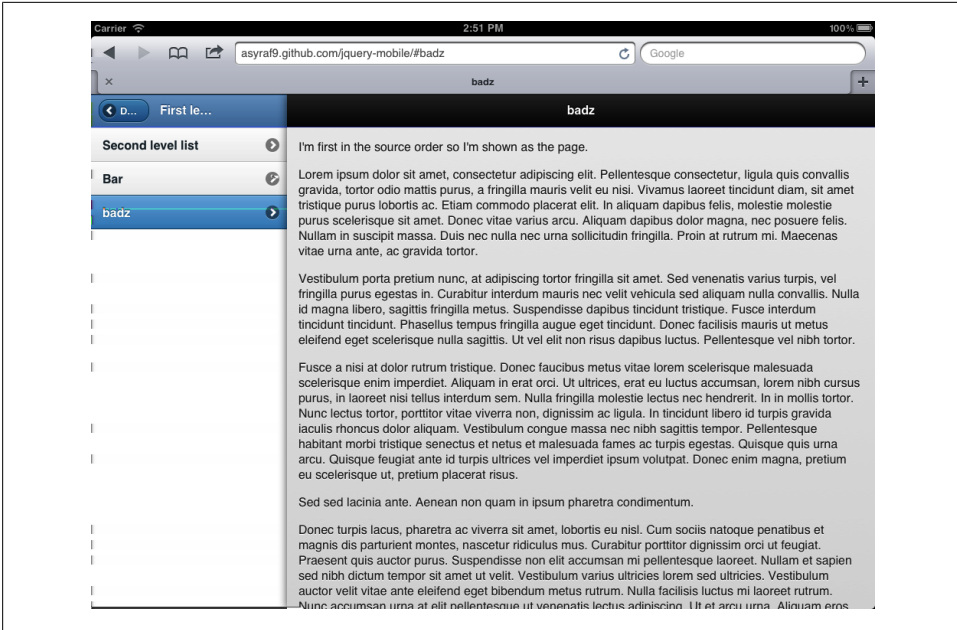 Carrier 2:51 PM 100%
asyraf9.github.com/jquery-mobile/#badz Google
badz
D... First le... badz
Second level list
Bar
badz
I'm first in the source order so I'm shown as the page.
Lorem ipsum dolor sit amet, consectetur adipiscing elit. Pellentesque consectetur, ligula quis convallis
gravida, tortor odio mattis purus, a fringilla mauris velit eu nisi. Vivamus laoreet tincidunt diam, sit amet
tristique purus lobortis ac. Etiam commodo placerat elit. In aliquam dapibus felis, molestie molestie
purus scelerisque sit amet. Donec vitae varius arcu. Aliquam dapibus dolor magna, nec posuere felis.
Nullam in suscipit massa. Duis nec nulla nec urna sollicitudin fringilla. Proin at rutrum mi. Maecenas
vitae urna ante, ac gravida tortor.
Vestibulum porta pretium nunc, at adipiscing tortor fringilla sit amet. Sed venenatis varius turpis, vel
fringilla purus egestas in. Curabitur interdum mauris nec velit vehicula sed aliquam nulla convallis. Nulla
id magna libero, sagittis fringilla metus. Suspendisse dapibus tincidunt tristique. Fusce interdum
tincidunt tincidunt. Phasellus tempus fringilla augue eget tincidunt. Donec facilisis mauris ut metus
eleifend eget scelerisque nulla sagittis. Ut vel elit non risus dapibus luctus. Pellentesque vel nibh tortor.
Fusce a nisi at dolor rutrum tristique. Donec faucibus metus vitae lorem scelerisque malesuada
scelerisque enim imperdiet. Aliquam in erat orci. Ut ultrices, erat eu luctus accumsan, lorem nibh cursus
purus, in laoreet nisi tellus interdum sem. Nulla fringilla molestie lectus nec hendrerit. In in mollis tortor.
Nunc lectus tortor, porttitor vitae viverra non, dignissim ac ligula. In tincidunt libero id turpis gravida
iaculis rhoncus dolor aliquam. Vestibulum congue massa nec nibh sagittis tempor. Pellentesque
habitant morbi tristique senectus et netus et malesuada fames ac turpis egestas. Quisque quis urna
arcu. Quisque feugiat ante id turpis ultrices vel imperdiet ipsum volutpat. Donec enim magna, pretium
eu scelerisque ut, pretium placerat risus.
Sed sed lacinia ante. Aenean non quam in ipsum pharetra condimentum.
Donec turpis lacus, pharetra ac viverra sit amet, lobortis eu nisl. Cum sociis natoque penatibus et
magnis dis parturient montes, nascetur ridiculus mus. Curabitur porttitor dignissim orci ut feugiat.
Praesent quis auctor purus. Suspendisse non elit accumsan mi pellentesque laoreet. Nullam et sapien
sed nibh dictum tempor sit amet ut velit. Vestibulum varius ultricies lorem sed ultricies. Vestibulum
auctor velit vitae ante eleifend eget bibendum metus rutrum. Nulla facilisis luctus mi laoreet rutrum.
Nunc accumsan urna at elit pellentesque ut venenatis lectus adipiscing. Ut et arcu urna. Aliquam eros